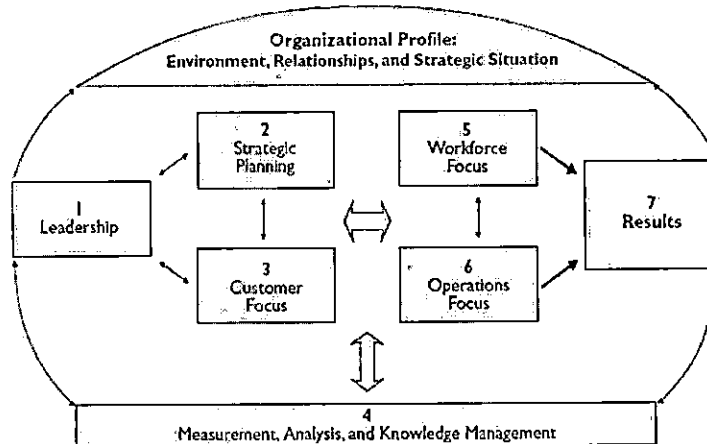 Organizational Profile:
Environment, Relationships, and Strategic Situation
2
Strategic
Planning
5
Workforce
Focus
1
Leadership
7
Results
3
Customer
Focus
6
Operations
Focus
4
Measurement, Analysis, and Knowledge Management